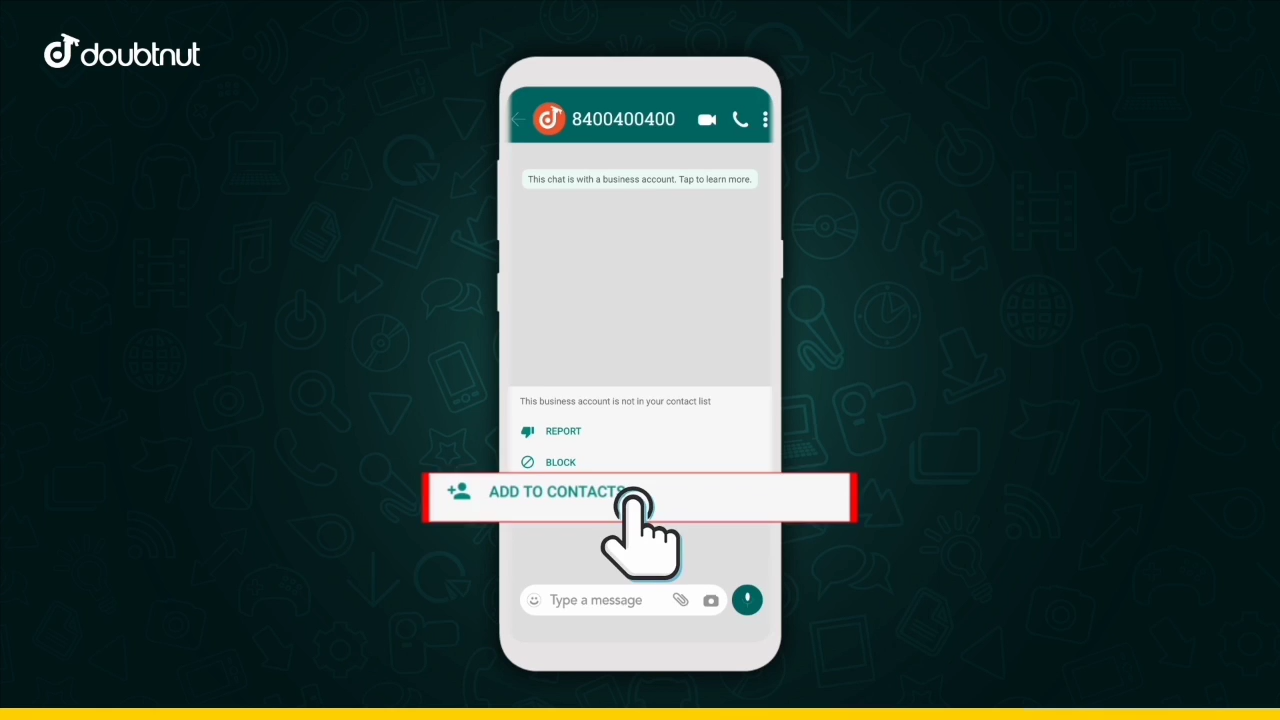 doubtnut
8400400400
This chat is with a business account. Tap to learn more.
This business account is not in your contact list
REPORT
BLOCK
ADD TO CONTACTS
Type a message